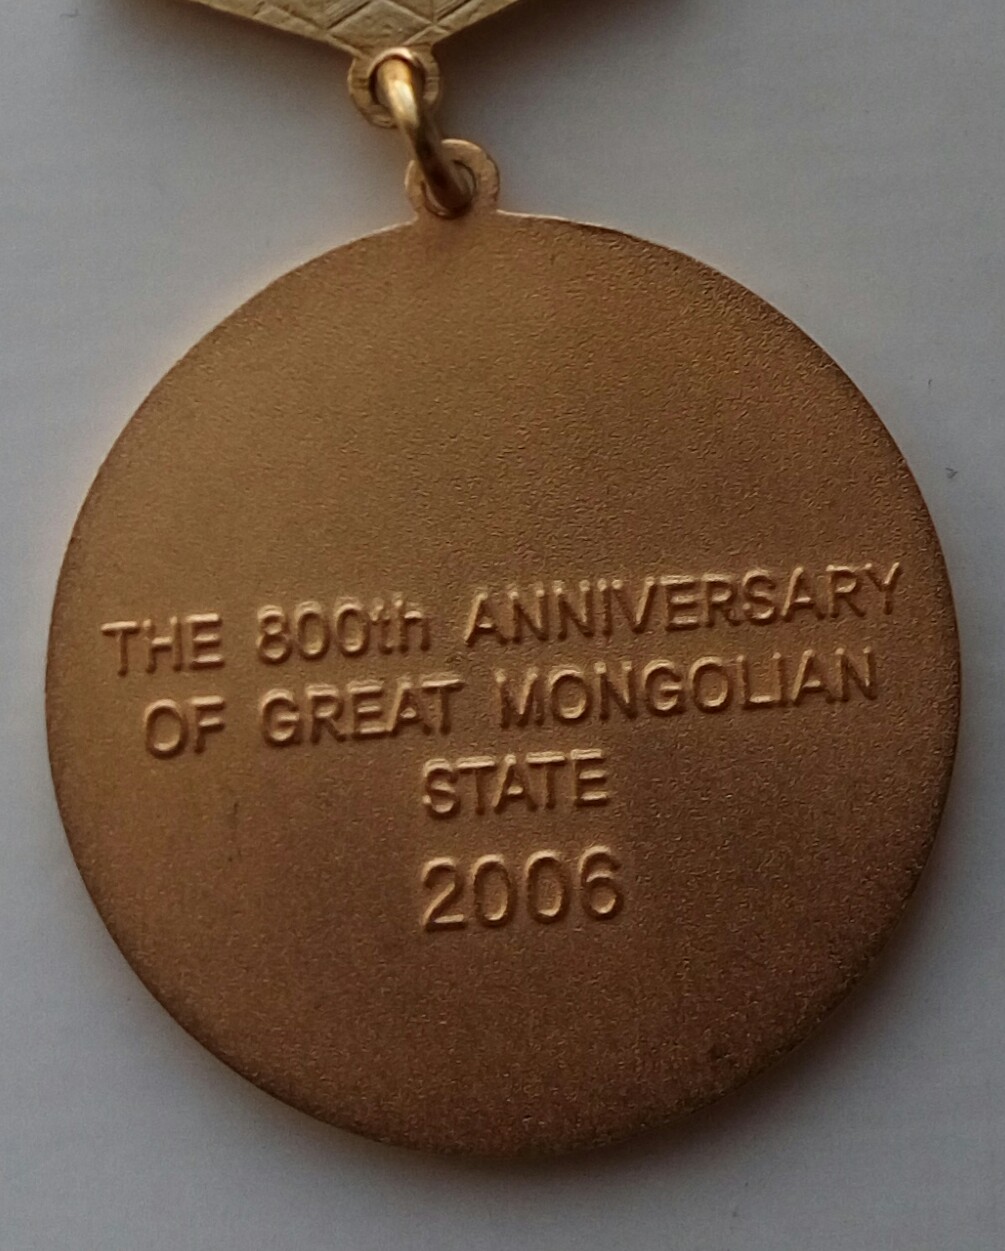 THE 800th ANNIVERSARY
OF GREAT MONGOLIAN
STATE
2006